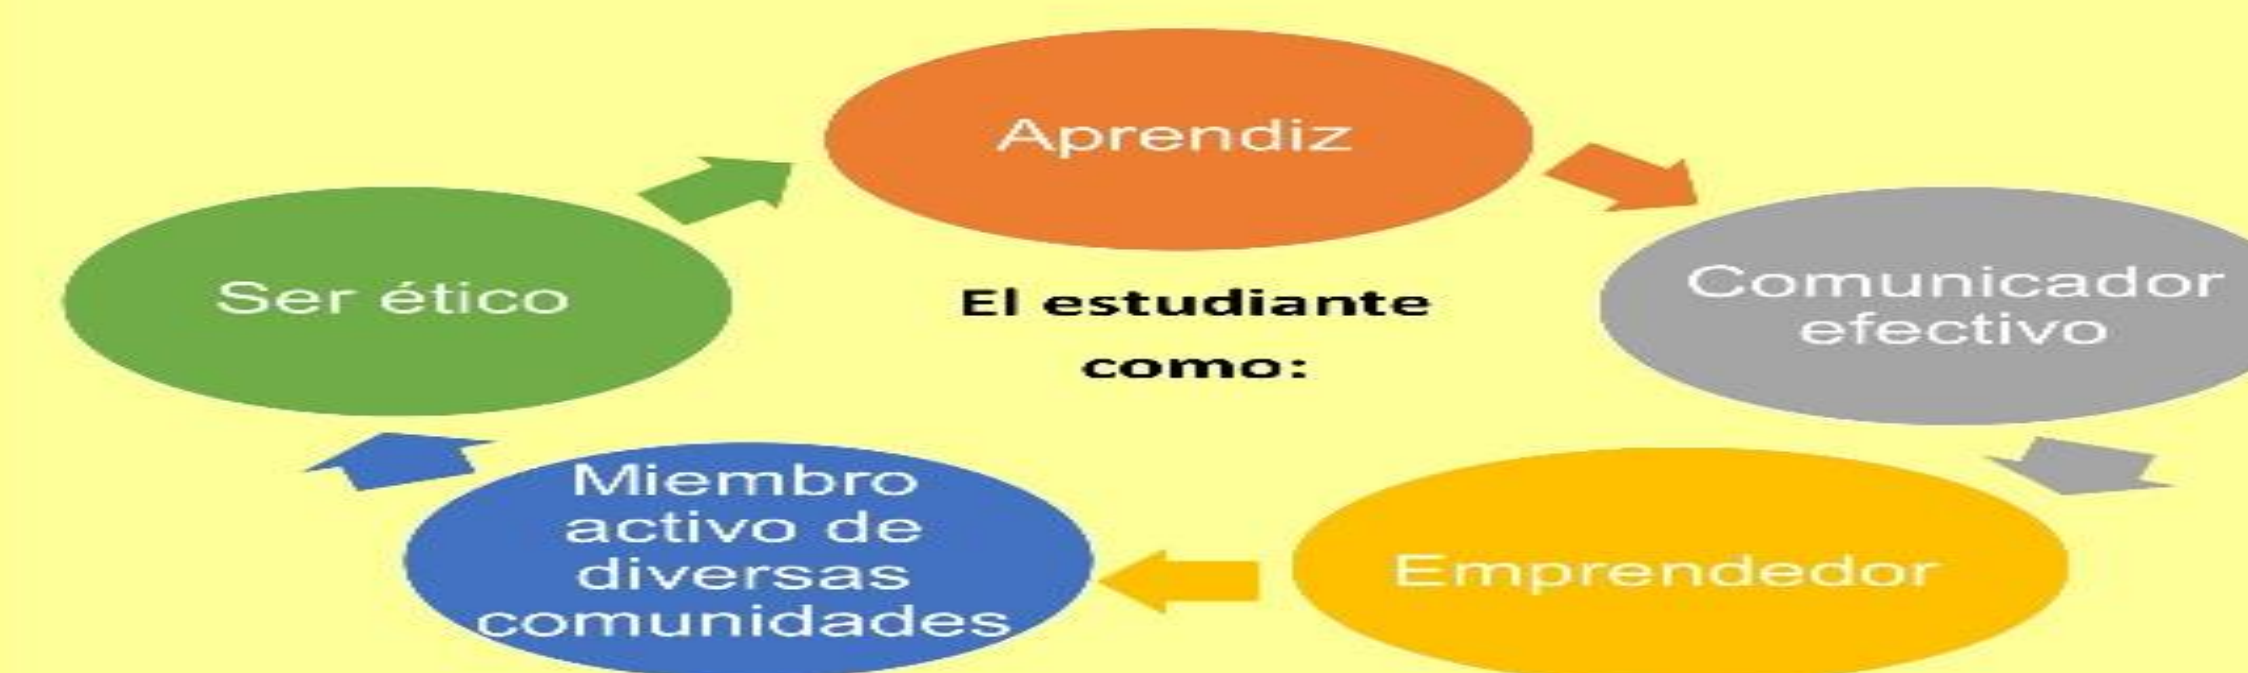 Aprendiz
Ser ético
Comunicador
efectivo
El estudiante
como:
Miembro
activo de
diversas
comunidades
Emprendedor